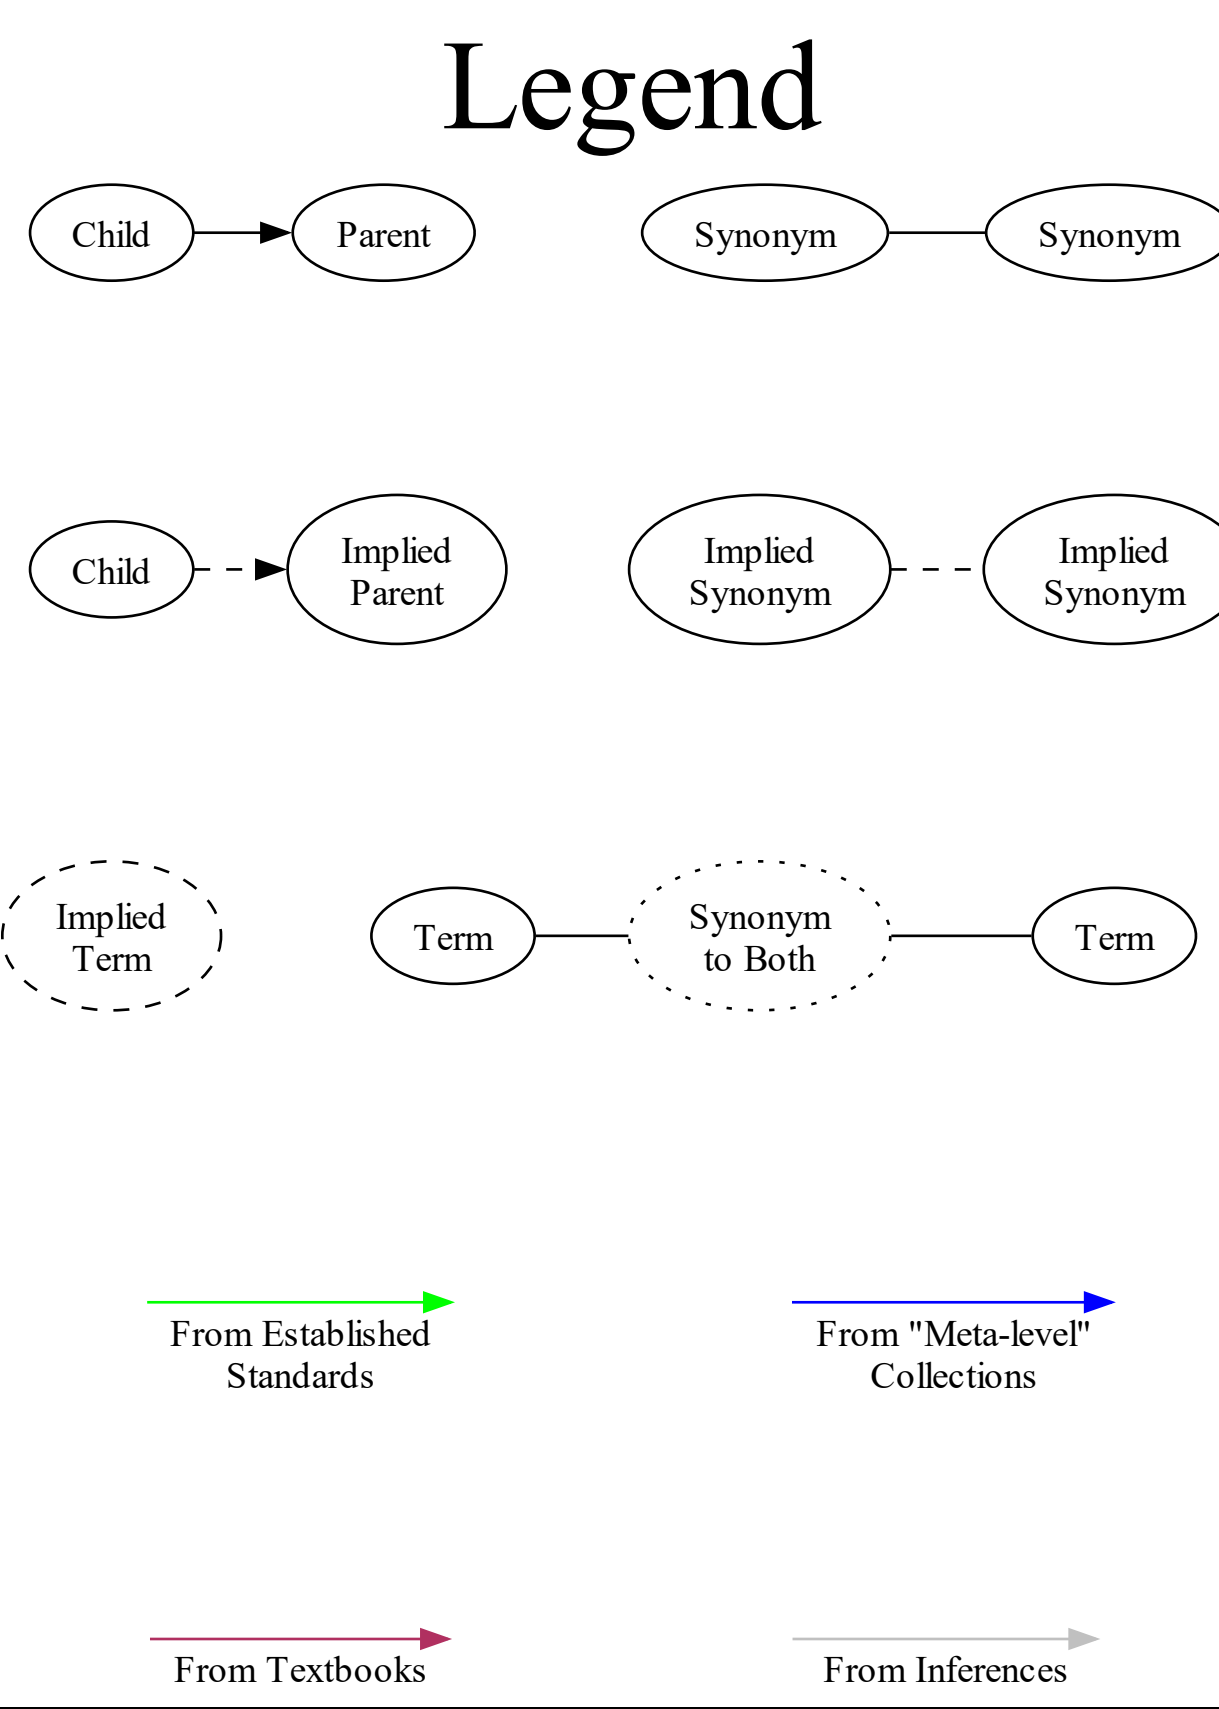 Legend
Child
Parent
Synonym
Synonym
Child
Implied
Parent
Implied
Synonym
Implied
Synonym
Implied
Term
Term
Synonym
to Both
Term
From Established
Standards
From "Meta-level"
Collections
From Textbooks
From Inferences